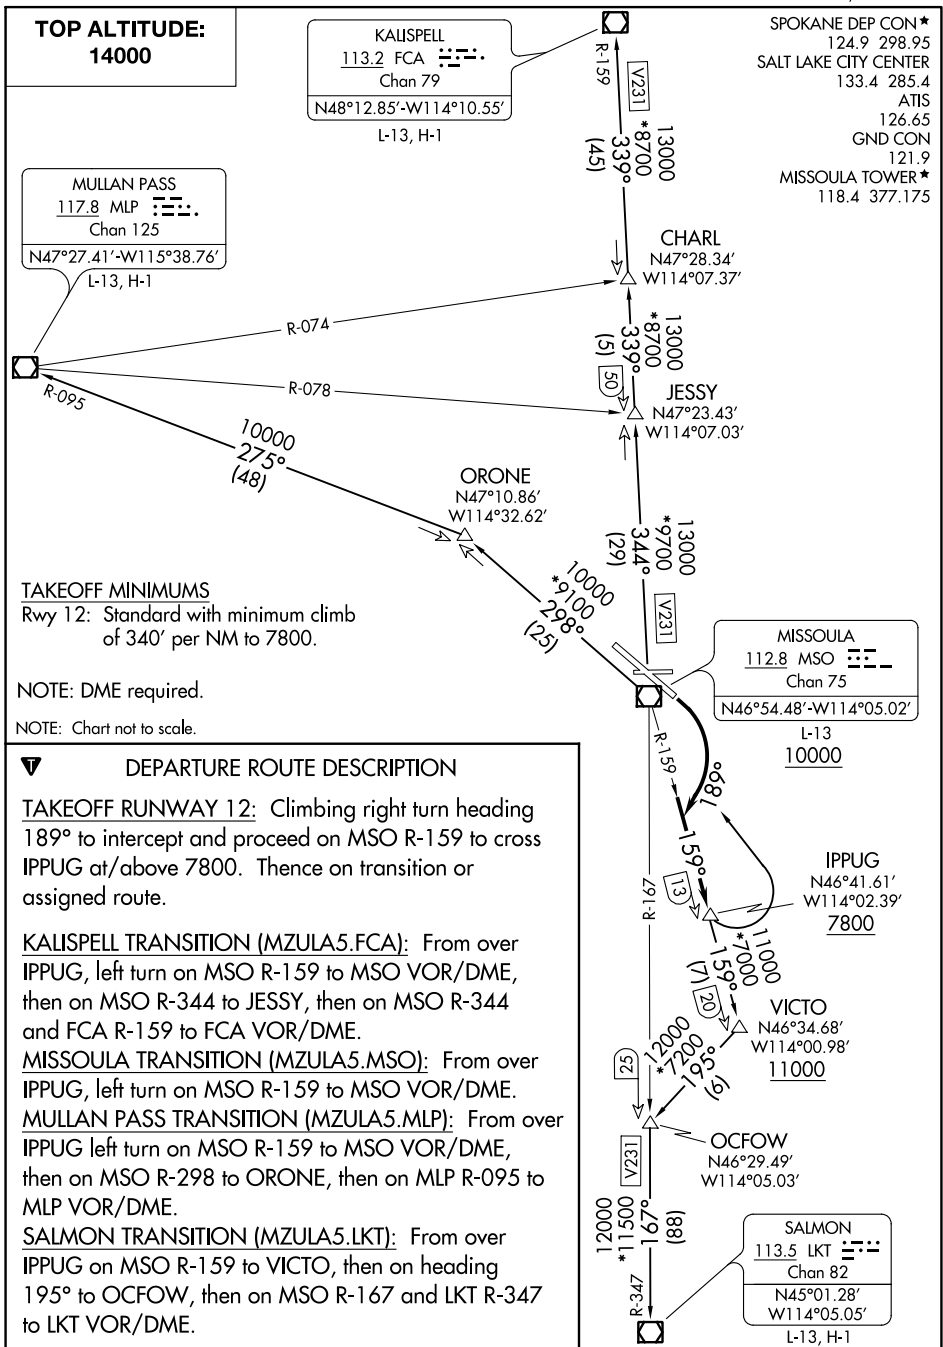 TOP ALTITUDE:
14000
KALISPELL
113.2 FCA
Chan 79
N48°12.85′-W114°10.55′
L-13, H-1
SPOKANE DEP CON★
124.9 298.95
SALT LAKE CITY CENTER
133.4 285.4
ATIS
126.65
GND CON
121.9
MISSOULA TOWER★
118.4 377.175
R-159
V231
13000
*8700
339°
(45)
MULLAN PASS
117.8 MLP
Chan 125
N47°27.41′-W115°38.76′
L-13, H-1
CHARL
N47°28.34′
W114°07.37′
R-074
13000
*8700
339°
(5)
50
R-078
R-095
JESSY
N47°23.43′
W114°07.03′
10000
275°
(48)
ORONE
N47°10.86′
W114°32.62′
13000
*9700
344°
(29)
V231
10000
*9100
298°
(25)
TAKEOFF MINIMUMS
Rwy 12: Standard with minimum climb
of 340′ per NM to 7800.
NOTE: DME required.
NOTE: Chart not to scale.
MISSOULA
112.8 MSO
Chan 75
N46°54.48′-W114°05.02′
L-13
10000
R-159
189°
159°
13
R-167
IPPUG
N46°41.61′
W114°02.39′
7800
11000
*7000
159°
(7)
20
VICTO
N46°34.68′
W114°00.98′
11000
12000
*7200
195°
(6)
25
OCFOW
N46°29.49′
W114°05.03′
V231
12000
*11500
167°
(88)
R-347
SALMON
113.5 LKT
Chan 82
N45°01.28′
W114°05.05′
L-13, H-1
T
DEPARTURE ROUTE DESCRIPTION
TAKEOFF RUNWAY 12: Climbing right turn heading
189° to intercept and proceed on MSO R-159 to cross
IPPUG at/above 7800. Thence on transition or
assigned route.
KALISPELL TRANSITION (MZULA5.FCA): From over
IPPUG, left turn on MSO R-159 to MSO VOR/DME,
then on MSO R-344 to JESSY, then on MSO R-344
and FCA R-159 to FCA VOR/DME.
MISSOULA TRANSITION (MZULA5.MSO): From over
IPPUG, left turn on MSO R-159 to MSO VOR/DME.
MULLAN PASS TRANSITION (MZULA5.MLP): From over
IPPUG left turn on MSO R-159 to MSO VOR/DME,
then on MSO R-298 to ORONE, then on MLP R-095 to
MLP VOR/DME.
SALMON TRANSITION (MZULA5.LKT): From over
IPPUG on MSO R-159 to VICTO, then on heading
195° to OCFOW, then on MSO R-167 and LKT R-347
to LKT VOR/DME.